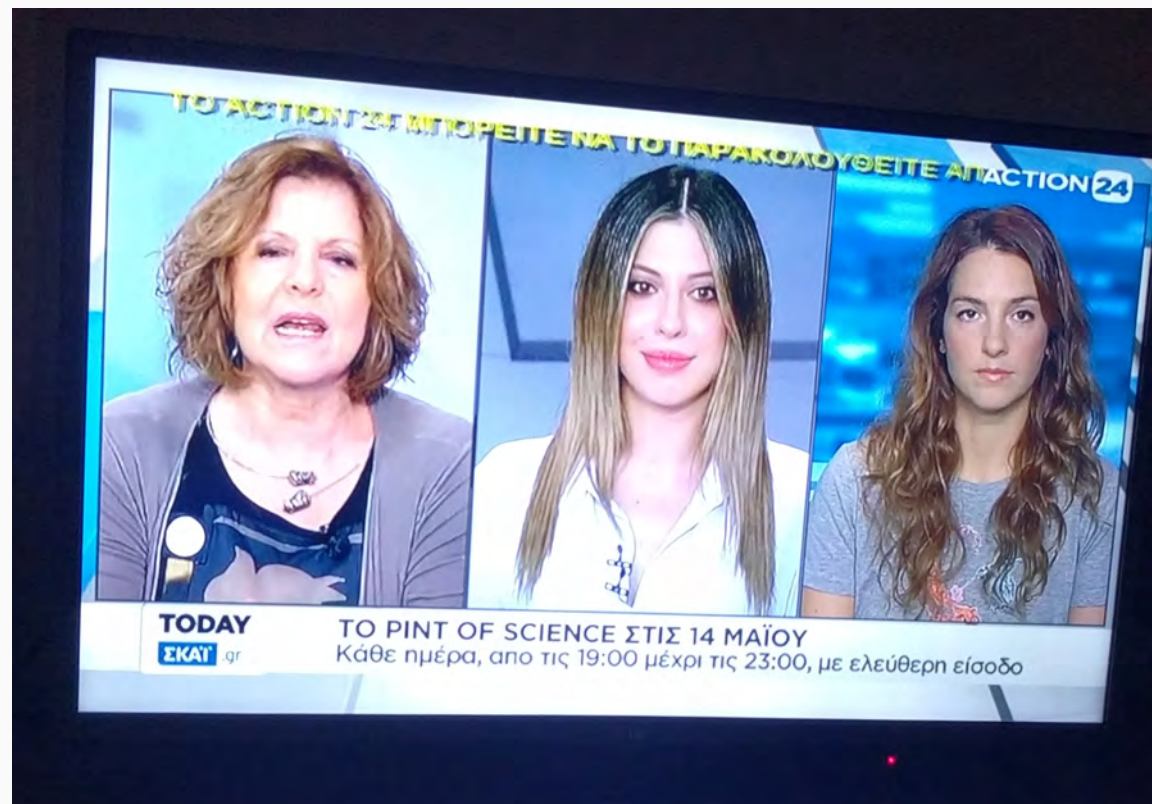 ΤΟ ACTION 24 ΜΠΟΡΕΙΤΕ ΝΑ ΤΟ ΠΑΡΑΚΟΛΟΥΘΕΙΤΕ ΑΠ
ACTION 24
TODAY
ΣΚΑΪ.gr
ΤΟ PINT OF SCIENCE ΣΤΙΣ 14 ΜΑΪΟΥ
Κάθε ημέρα, απο τις 19:00 μέχρι τις 23:00, με ελεύθερη είσοδο